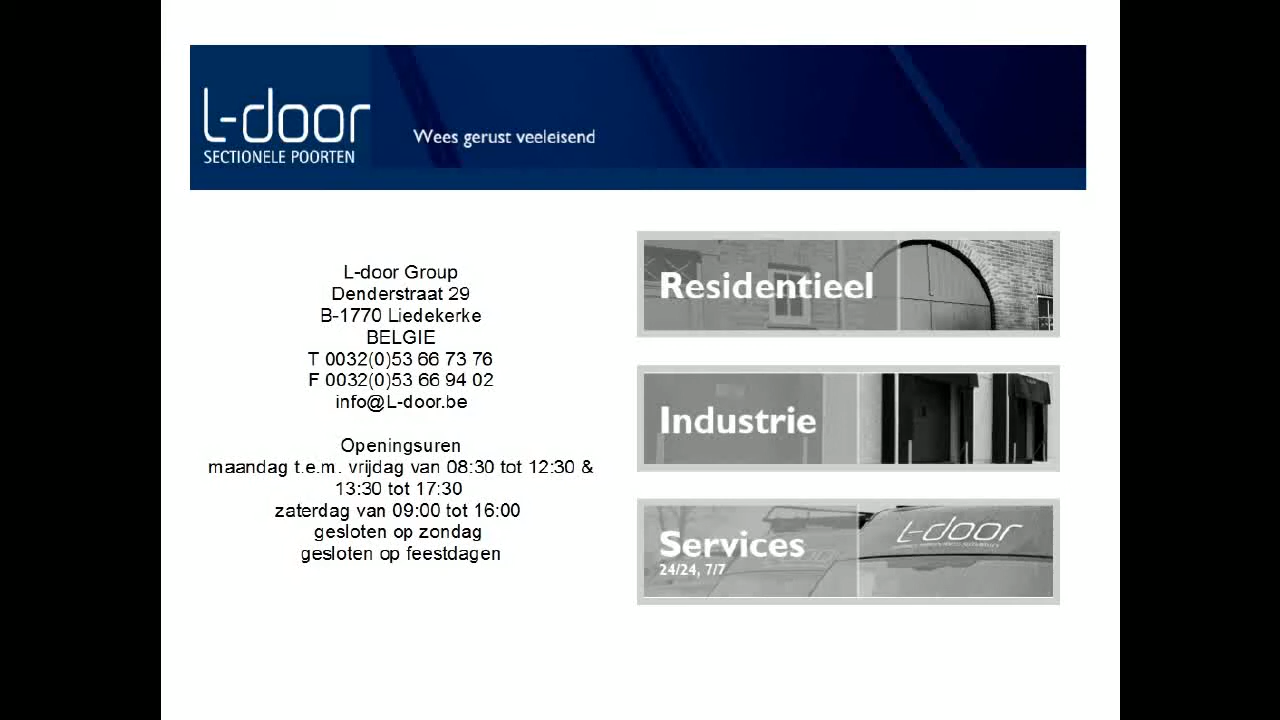 L-door
SECTIONELE POORTEN
Wees gerust veeleisend
L-door Group
Denderstraat 29
B-1770 Liedekerke
BELGIE
T 0032(0)53 66 73 76
F 0032(0)53 66 94 02
info@L-door.be
Openingsuren
maandag t.e.m. vrijdag van 08:30 tot 12:30 &
13:30 tot 17:30
zaterdag van 09:00 tot 16:00
gesloten op zondag
gesloten op feestdagen
Residentieel
Industrie
Services
24/24, 7/7
L-door